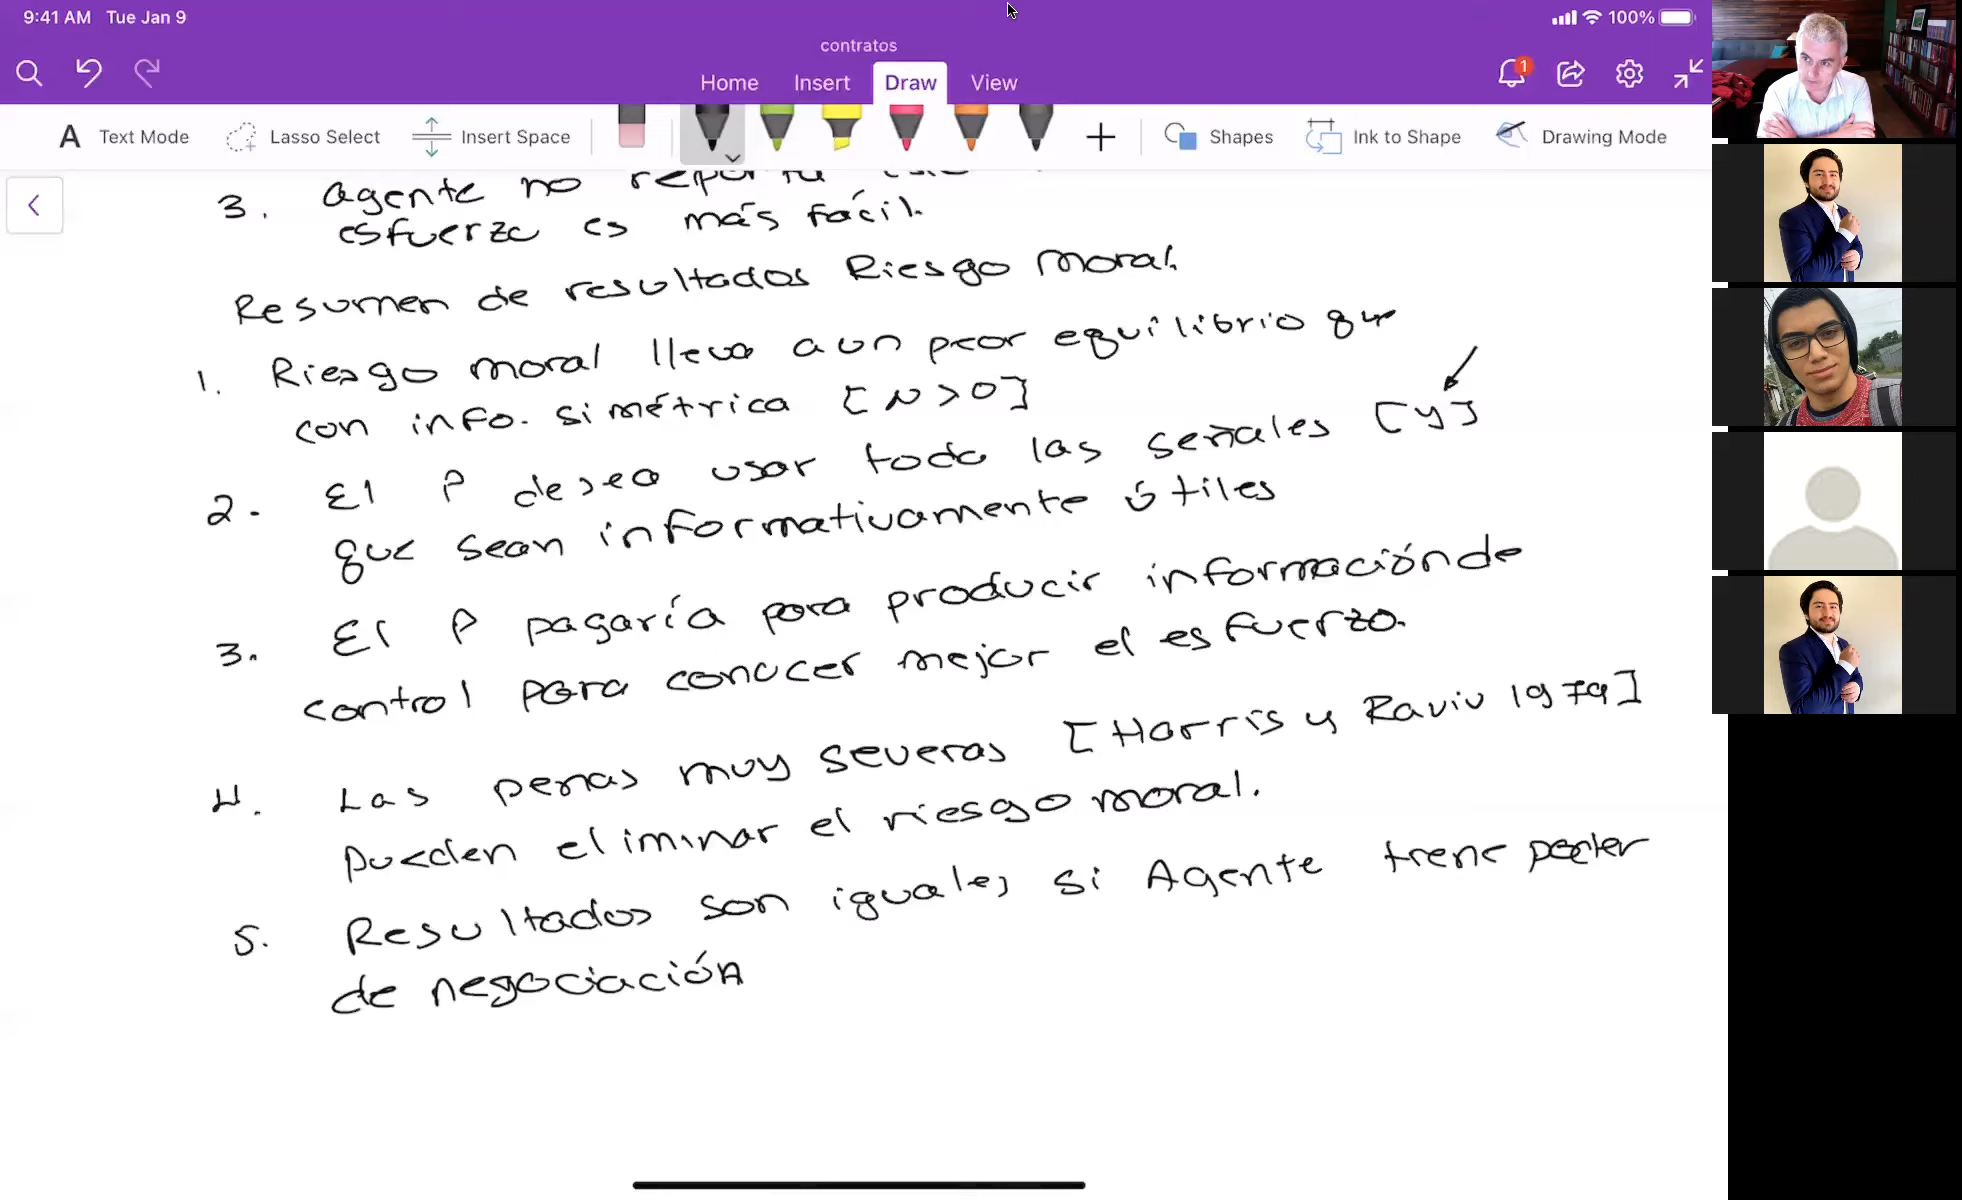 9:41 AM Tue Jan 9
100%
contratos
Home Insert Draw View
1
Text Mode Lasso Select Insert Space Shapes Ink to Shape Drawing Mode
3. agente no reporta
esfuerzo es más fácil.
Resumen de resultados Riesgo moral.
1. Riesgo moral lleva a un peor equilibrio que
con info. simétrica [N>0]
2. El P desea usar todo las señales [y]
que sean informativamente útiles
3. El P pagaría para producir información de
control para conocer mejor el esfuerzo.
4. Las penas muy severas [Harris y Raviv 1979]
pueden eliminar el riesgo moral.
5. Resultados son iguales si Agente tiene poder
de negociación